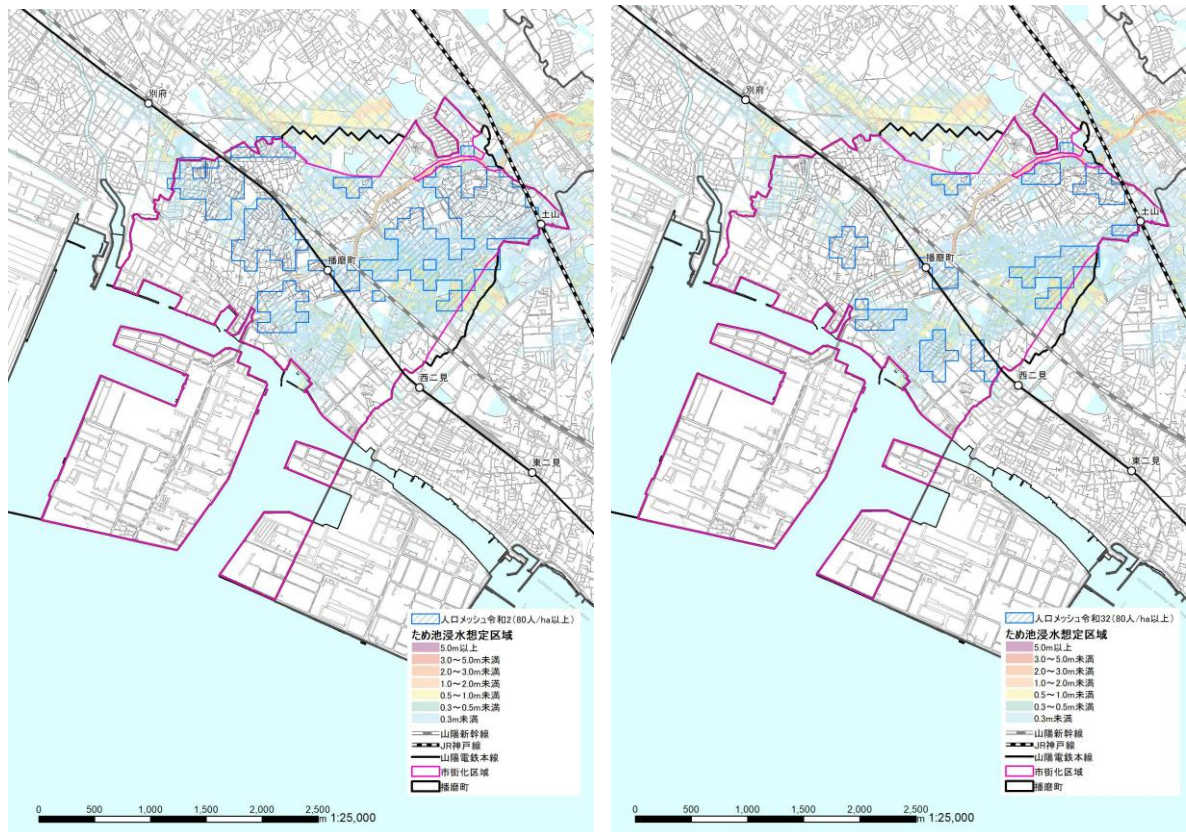 別府
土山
播磨町
西二見
東二見
人口メッシュ令和2(80人/ha以上)
ため池浸水想定区域
5.0m以上
3.0～5.0m未満
2.0～3.0m未満
1.0～2.0m未満
0.5～1.0m未満
0.3～0.5m未満
0.3m未満
山陽新幹線
JR神戸線
山陽電鉄本線
市街化区域
播磨町
0 500 1,000 1,500 2,000 2,500
m 1:25,000
別府
土山
播磨町
西二見
東二見
人口メッシュ令和32(80人/ha以上)
ため池浸水想定区域
5.0m以上
3.0～5.0m未満
2.0～3.0m未満
1.0～2.0m未満
0.5～1.0m未満
0.3～0.5m未満
0.3m未満
山陽新幹線
JR神戸線
山陽電鉄本線
市街化区域
播磨町
0 500 1,000 1,500 2,000 2,500
m 1:25,000